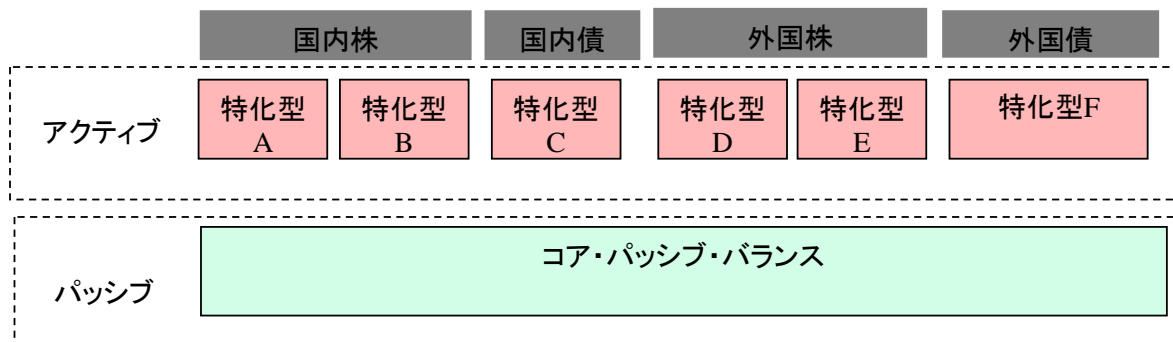 国内株
国内債
外国株
外国債
アクティブ
特化型
A
特化型
B
特化型
C
特化型
D
特化型
E
特化型F
パッシブ
コア・パッシブ・バランス